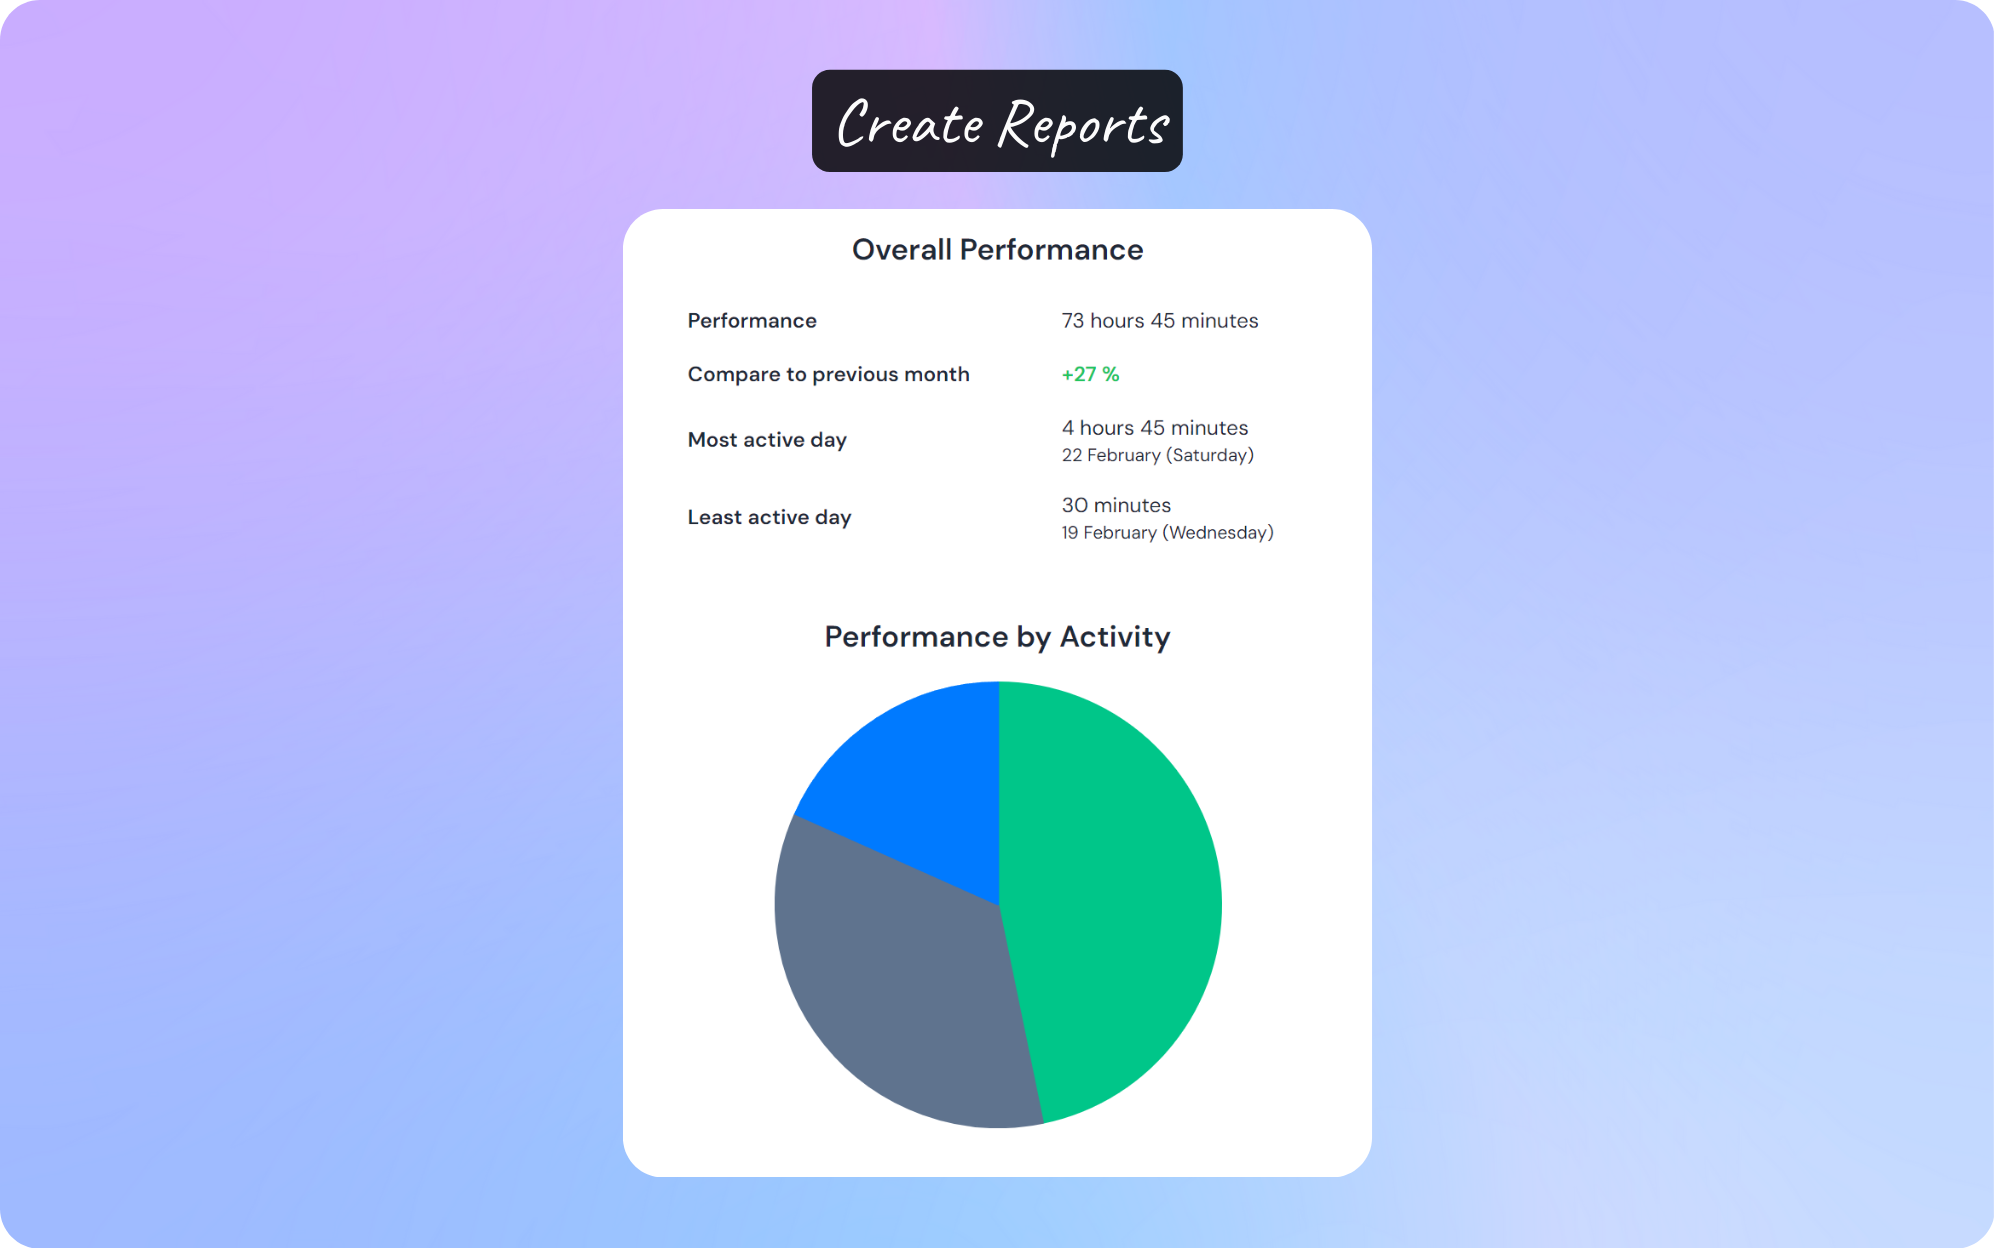 Create Reports
Overall Performance
Performance
73 hours 45 minutes
Compare to previous month
+27 %
Most active day
4 hours 45 minutes
22 February (Saturday)
Least active day
30 minutes
19 February (Wednesday)
Performance by Activity